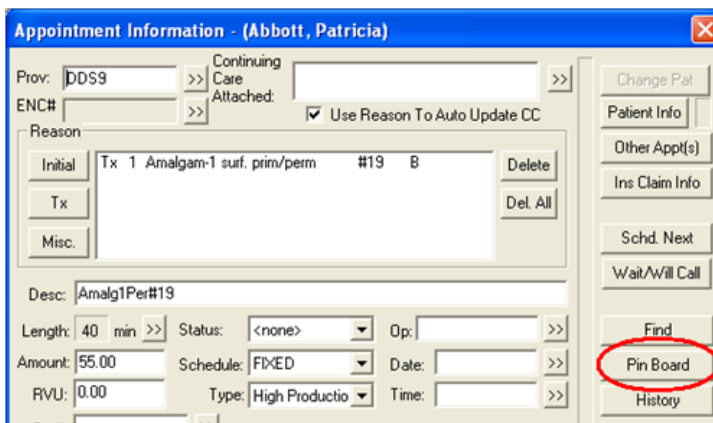 Appointment Information - (Abbott, Patricia)
Prov: DDS9 >> Continuing Care Attached: >>
ENC# >> Use Reason To Auto Update CC
Reason
Initial Tx 1 Amalgam-1 surf. prim/perm #19 B Delete
Tx Del. All
Misc.
Desc: Amalg1Per#19
Length: 40 min >> Status: <none> Op: >>
Amount: 55.00 Schedule: FIXED Date: >>
RVU: 0.00 Type: High Productio Time: >>
>>
Change Pat
Patient Info
Other Appt(s)
Ins Claim Info
Schd. Next
Wait/Will Call
Find
Pin Board
History